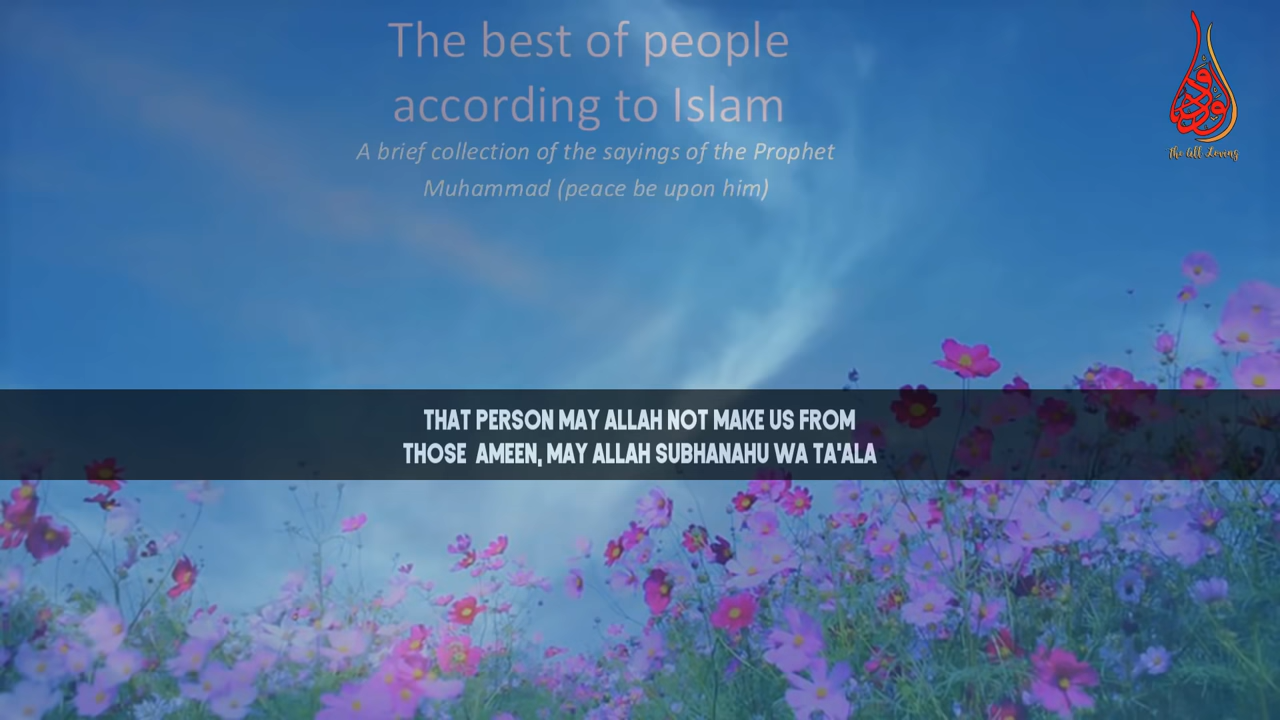 The best of people
according to Islam
A brief collection of the sayings of the Prophet
Muhammad (peace be upon him)
الودود
The All Loving
THAT PERSON MAY ALLAH NOT MAKE US FROM
THOSE  AMEEN, MAY ALLAH SUBHANAHU WA TA'ALA